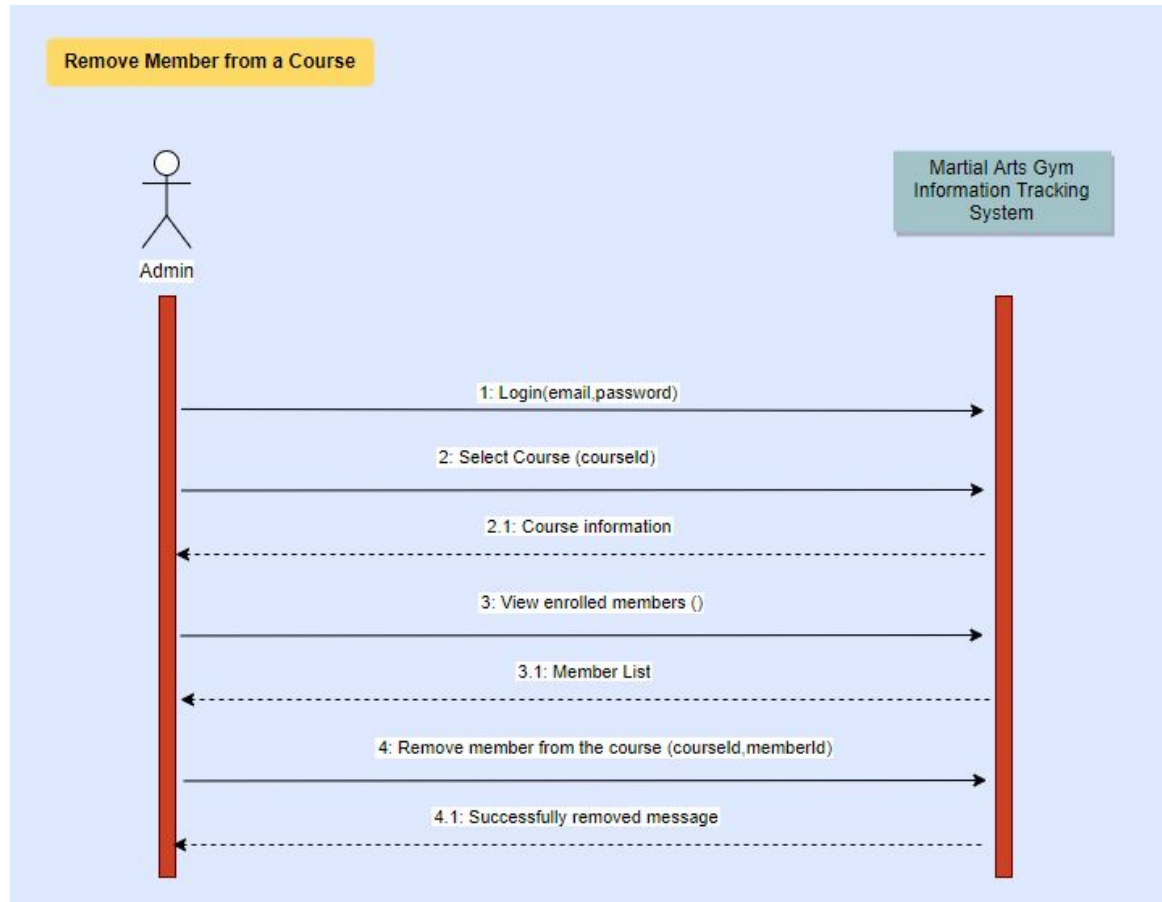 Remove Member from a Course
Martial Arts Gym
Information Tracking
System
Admin
1: Login(email,password)
2: Select Course (courseId)
2.1: Course information
3: View enrolled members ()
3.1: Member List
4: Remove member from the course (courseId,memberId)
4.1: Successfully removed message